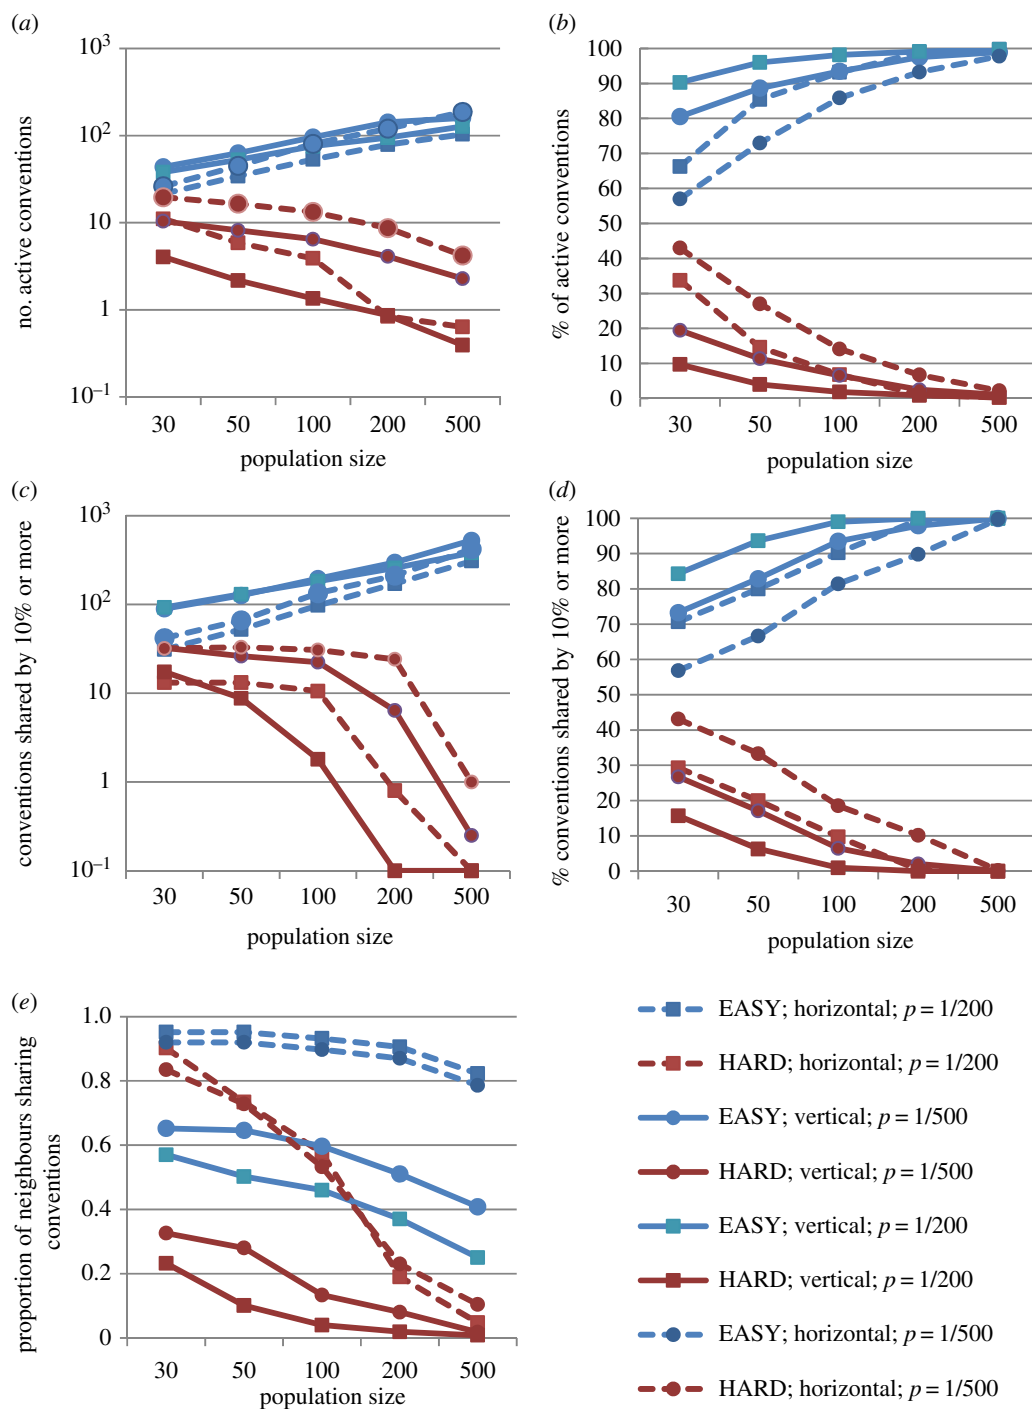 (a)
no. active conventions
10³
10²
10
1
10⁻¹
30 50 100 200 500
population size
(b)
% of active conventions
100
90
80
70
60
50
40
30
20
10
0
30 50 100 200 500
population size
(c)
conventions shared by 10% or more
10³
10²
10
1
10⁻¹
30 50 100 200 500
population size
(d)
% conventions shared by 10% or more
100
90
80
70
60
50
40
30
20
10
0
30 50 100 200 500
population size
(e)
proportion of neighbours sharing
conventions
1.0
0.8
0.6
0.4
0.2
0
30 50 100 200 500
population size
EASY; horizontal; p = 1/200
HARD; horizontal; p = 1/200
EASY; vertical; p = 1/500
HARD; vertical; p = 1/500
EASY; vertical; p = 1/200
HARD; vertical; p = 1/200
EASY; horizontal; p = 1/500
HARD; horizontal; p = 1/500